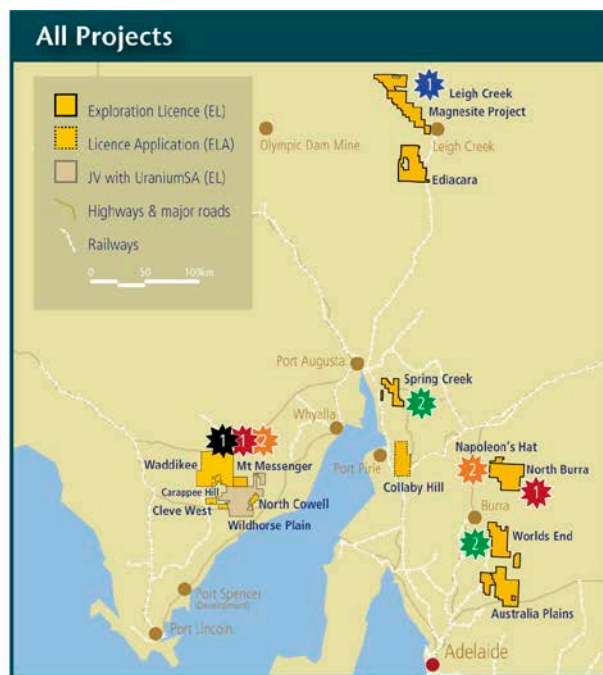 All Projects
Exploration Licence (EL)
Licence Application (ELA)
JV with UraniumSA (EL)
Highways & major roads
Railways
0 50 100km
1
Leigh Creek
Magnesite Project
Olympic Dam Mine
Leigh Creek
Ediacara
Port Augusta
Spring Creek
2
Whyalla
1 1 2
Waddikee
Mt Messenger
Carappee Hill
North Cowell
Cleve West
Wildhorse Plain
Port Pirie
Collaby Hill
Napoleon's Hat
2
North Burra
1
Burra
2
Worlds End
Australia Plains
Port Spencer
(Development)
Port Lincoln
Adelaide